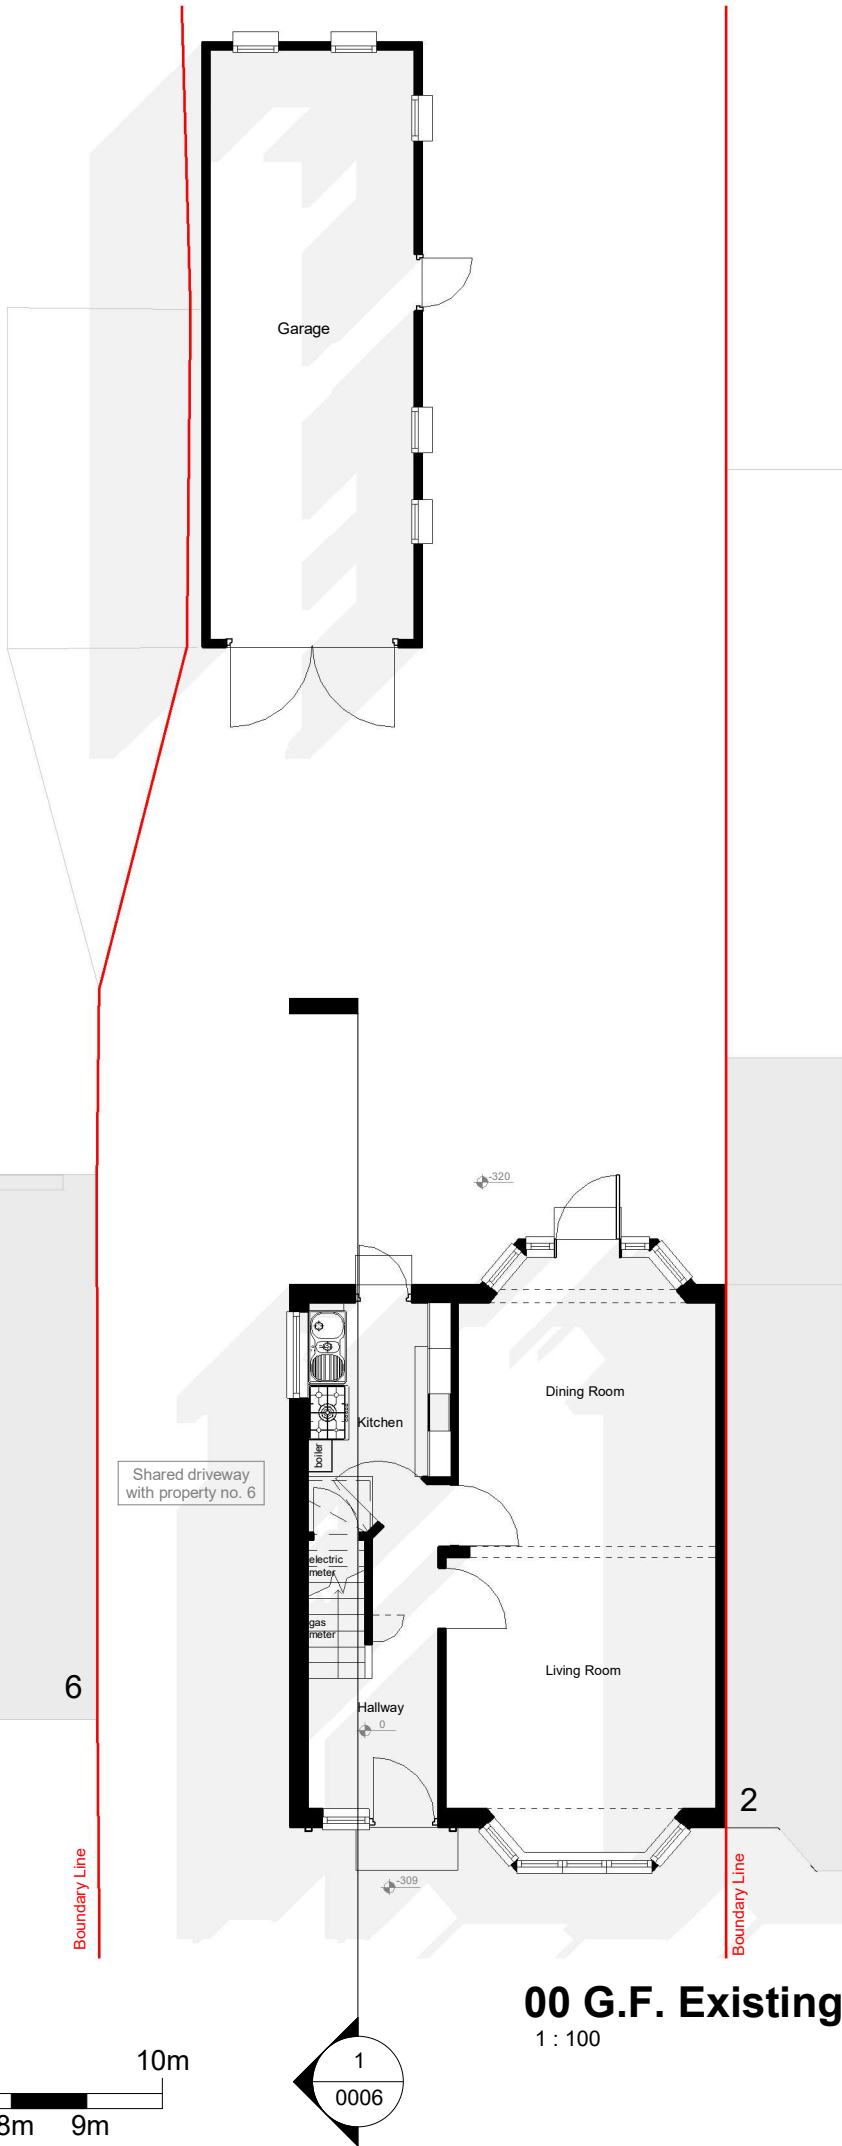 Garage
-320
Dining Room
Kitchen
boiler
Shared driveway
with property no. 6
electric
meter
gas
meter
Living Room
6
Hallway
0
2
-309
Boundary Line
Boundary Line
00 G.F. Existing
1 : 100
10m
8m
9m
1
0006